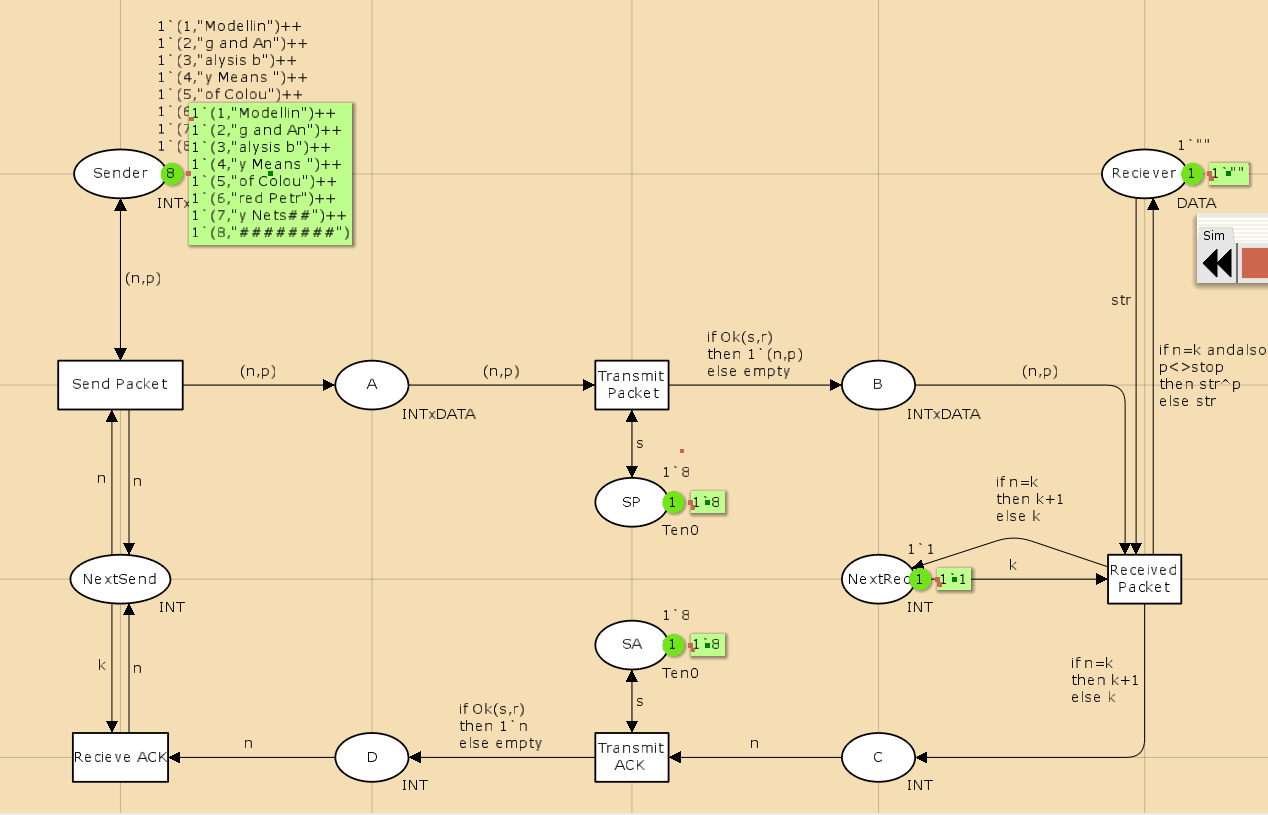 1`(1,"Modellin")++
1`(2,"g and An")++
1`(3,"alysis b")++
1`(4,"y Means ")++
1`(5,"of Colou")++
1`(6
1`(7
1`(8
1`(1,"Modellin")++
1`(2,"g and An")++
1`(3,"alysis b")++
1`(4,"y Means ")++
1`(5,"of Colou")++
1`(6,"red Petr")++
1`(7,"y Nets##")++
1`(8,"########")
Sender
8
INTx
1`""
Reciever
1
1`""
DATA
Sim
(n,p)
str
if n=k andalso
p<>stop
then str^p
else str
Send Packet
(n,p)
A
INTxDATA
(n,p)
Transmit
Packet
if Ok(s,r)
then 1`(n,p)
else empty
B
INTxDATA
(n,p)
s
1`8
SP
1
1`8
Ten0
n
n
if n=k
then k+1
else k
NextSend
INT
1`1
NextRec
1
1`1
INT
k
Received
Packet
1`8
SA
1
1`8
Ten0
s
k
n
if n=k
then k+1
else k
Recieve ACK
n
D
INT
if Ok(s,r)
then 1`n
else empty
Transmit
ACK
n
C
INT